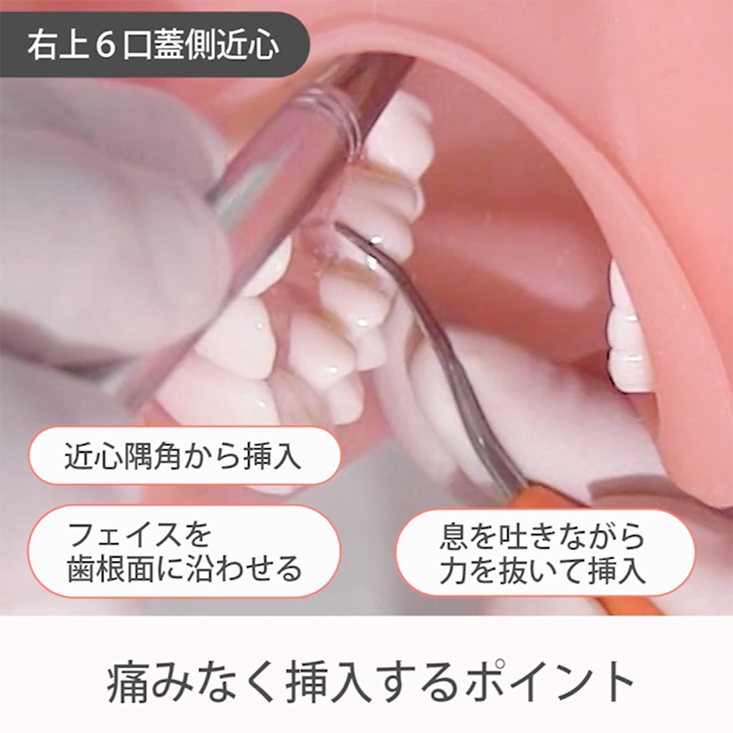 右上6口蓋側近心
近心隅角から挿入
フェイスを
歯根面に沿わせる
息を吐きながら
力を抜いて挿入
痛みなく挿入するポイント